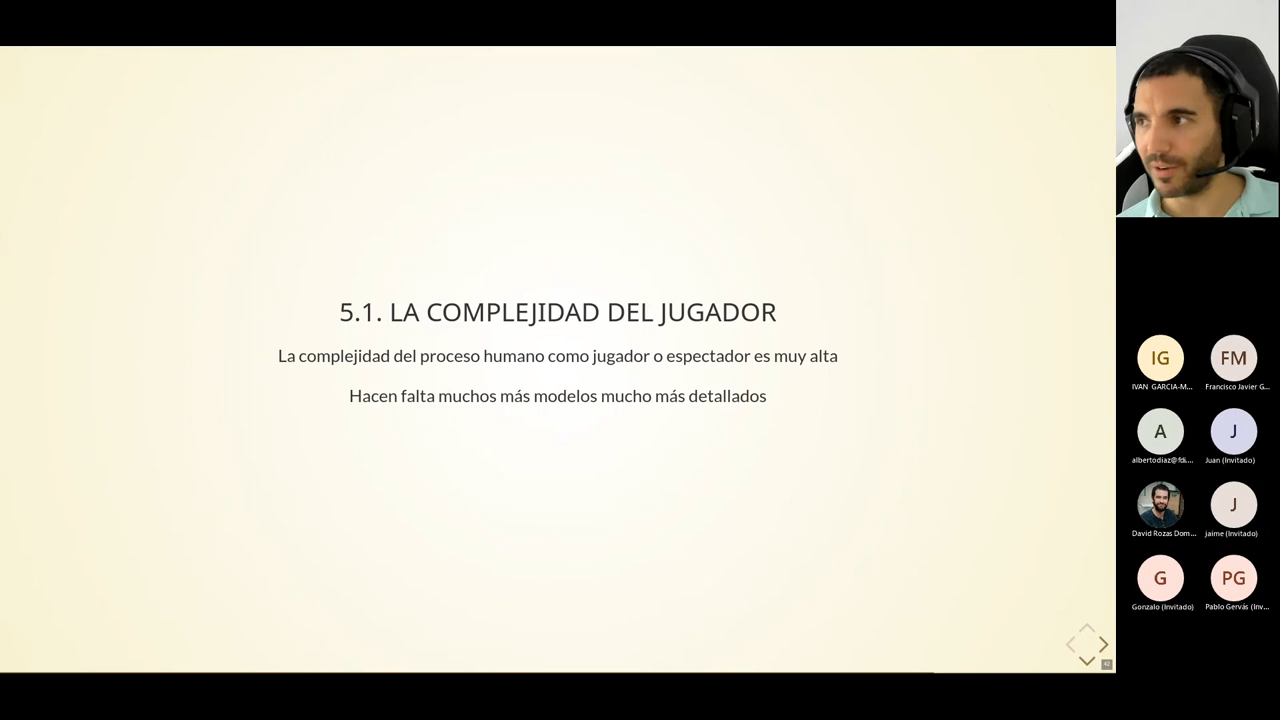 5.1. LA COMPLEJIDAD DEL JUGADOR
La complejidad del proceso humano como jugador o espectador es muy alta
Hacen falta muchos más modelos mucho más detallados
42
IG
FM
IVAN GARCIA-M...
Francisco Javier G...
A
J
albertodiaz@fdi....
Juan (Invitado)
J
David Rozas Dom...
jaime (Invitado)
G
PG
Gonzalo (Invitado)
Pablo Gervás (Inv...